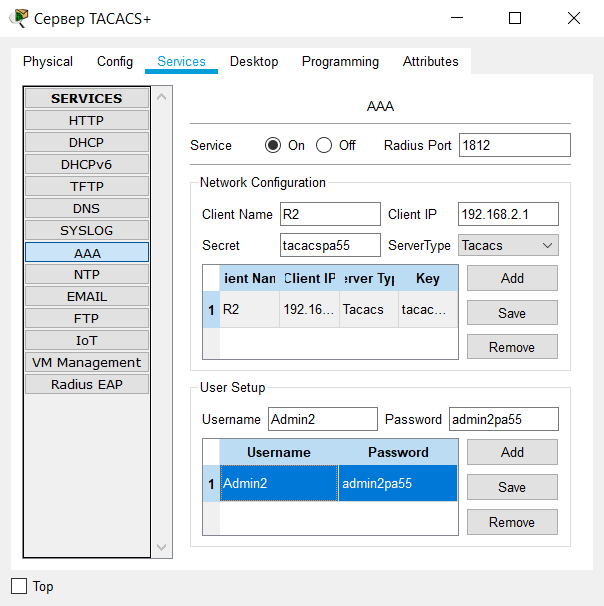 Сервер TACACS+
Physical Config Services Desktop Programming Attributes
SERVICES
HTTP
DHCP
DHCPv6
TFTP
DNS
SYSLOG
AAA
NTP
EMAIL
FTP
IoT
VM Management
Radius EAP
AAA
Service On Off Radius Port 1812
Network Configuration
Client Name R2 Client IP 192.168.2.1
Secret tacacspa55 ServerType Tacacs
ient Nan Client IP erver Typ Key
1 R2 192.16... Tacacs tacac...
Add
Save
Remove
User Setup
Username Admin2 Password admin2pa55
Username Password
1 Admin2 admin2pa55
Add
Save
Remove
Top